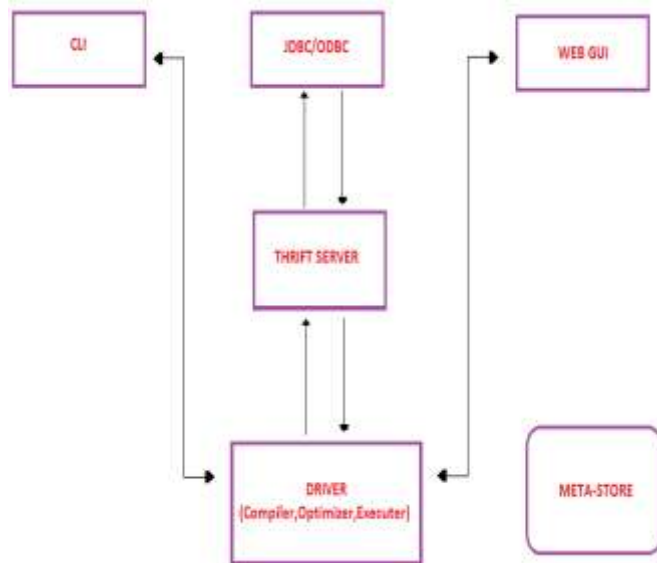 CLI
JDBC/ODBC
WEB GUI
THRIFT SERVER
DRIVER
(Compiler,Optimizer,Executer)
META-STORE